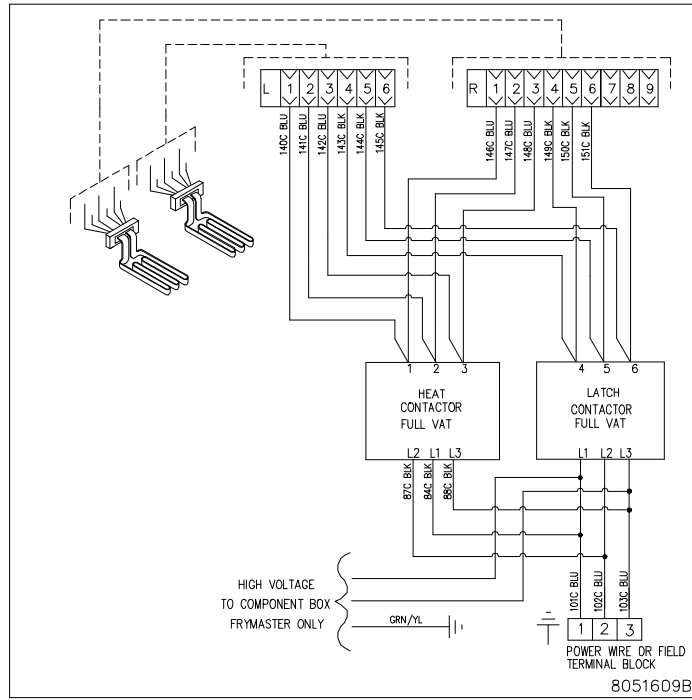 L 1 2 3 4 5 6
R 1 2 3 4 5 6 7 8 9
140C BLU
141C BLU
142C BLU
143C BLK
144C BLK
145C BLK
146C BLU
147C BLU
148C BLU
149C BLK
150C BLK
151C BLK
1 2 3
HEAT
CONTACTOR
FULL VAT
L2 L1 L3
4 5 6
LATCH
CONTACTOR
FULL VAT
L1 L2 L3
87C BLK
84C BLK
88C BLK
HIGH VOLTAGE
TO COMPONENT BOX
FRYMASTER ONLY
GRN/YL
101C BLU
102C BLU
103C BLU
1 2 3
POWER WIRE OR FIELD
TERMINAL BLOCK
8051609B